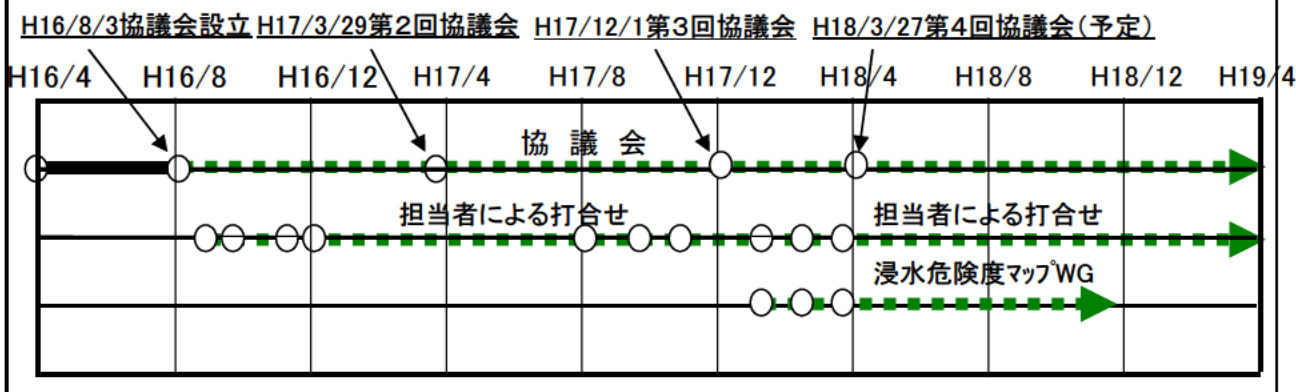 H16/8/3協議会設立 H17/3/29第２回協議会 H17/12/1第３回協議会 H18/3/27第４回協議会（予定）
H16/4 H16/8 H16/12 H17/4 H17/8 H17/12 H18/4 H18/8 H18/12 H19/4
協 議 会
担当者による打合せ 担当者による打合せ
浸水危険度ﾏｯﾌﾟWG